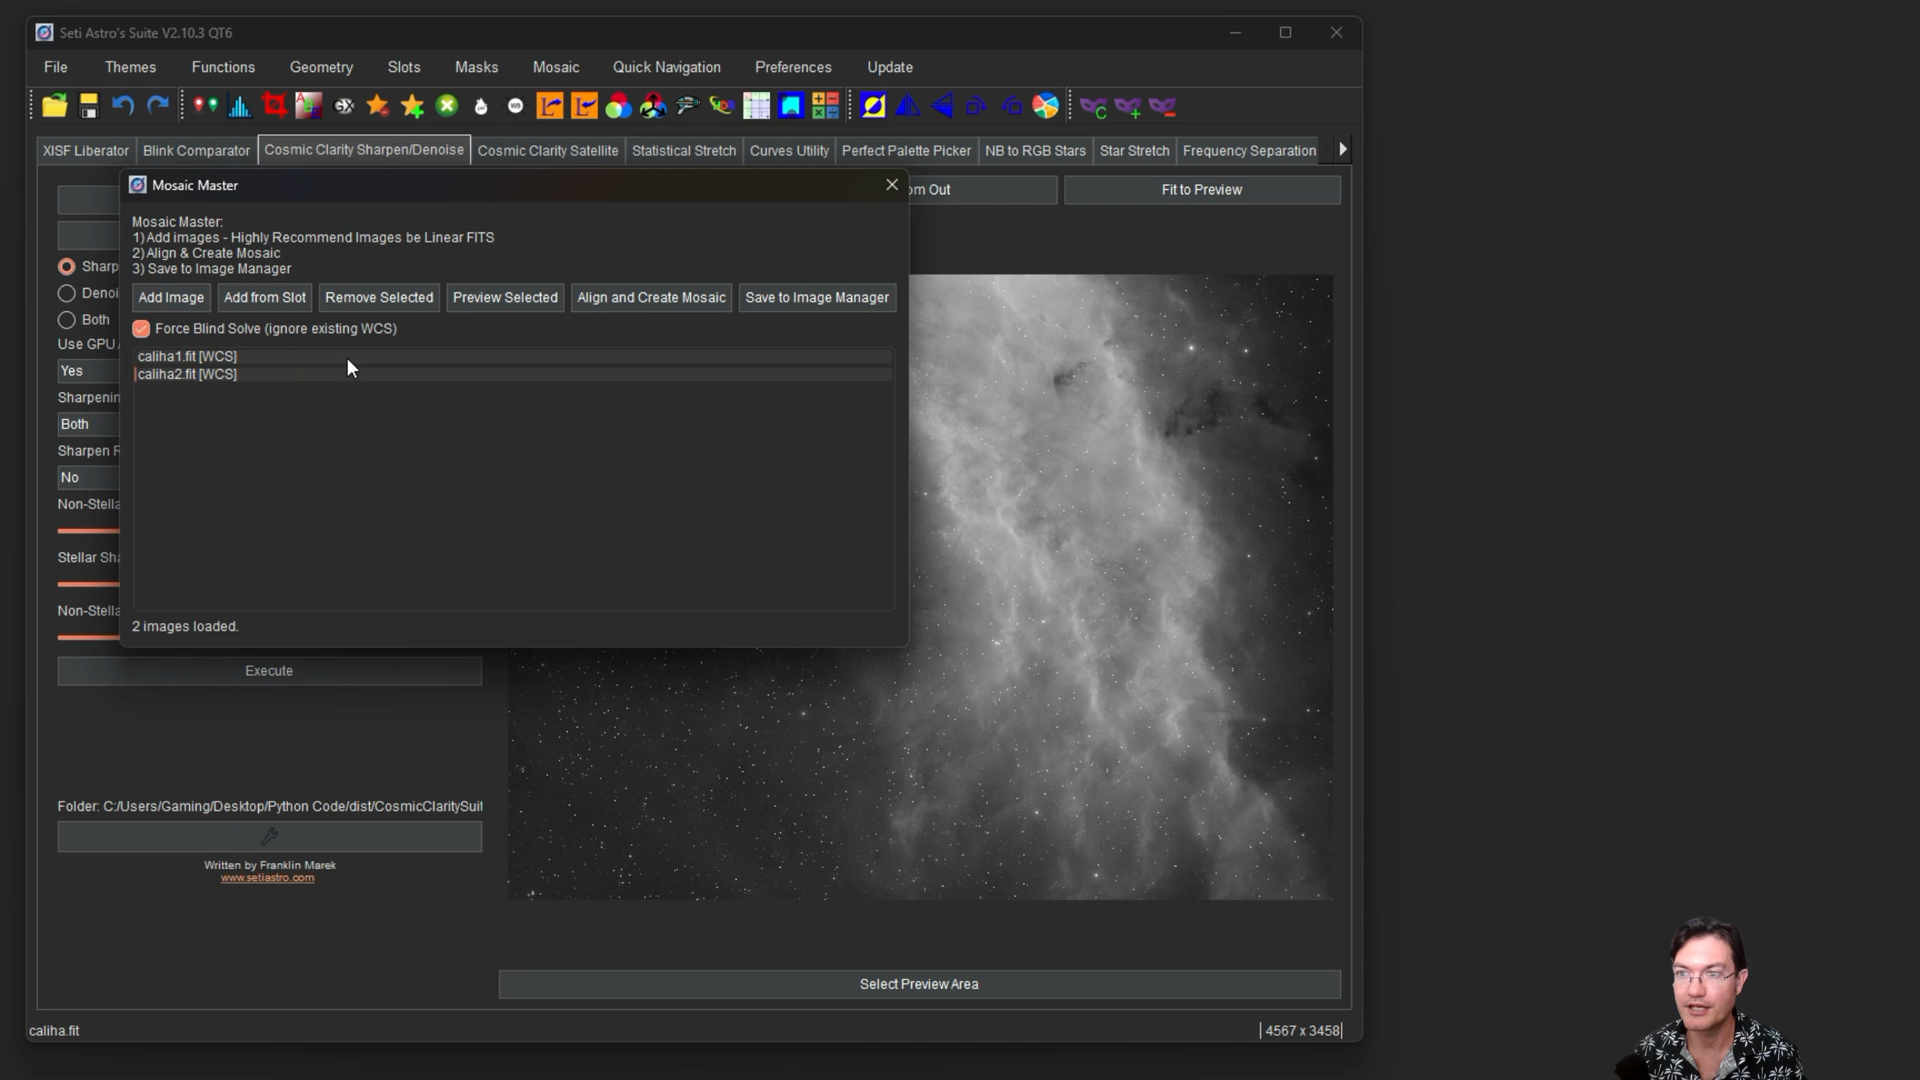 Seti Astro's Suite V2.10.3 QT6
File Themes Functions Geometry Slots Masks Mosaic Quick Navigation Preferences Update
XISF Liberator Blink Comparator Cosmic Clarity Sharpen/Denoise Cosmic Clarity Satellite Statistical Stretch Curves Utility Perfect Palette Picker NB to RGB Stars Star Stretch Frequency Separation
Mosaic Master
om Out
Fit to Preview
Mosaic Master:
1) Add images - Highly Recommend Images be Linear FITS
2) Align & Create Mosaic
3) Save to Image Manager
Add Image Add from Slot Remove Selected Preview Selected Align and Create Mosaic Save to Image Manager
Force Blind Solve (ignore existing WCS)
caliha1.fit [WCS]
caliha2.fit [WCS]
2 images loaded.
Sharp
Denoi
Both
Use GPU
Yes
Sharpenin
Both
Sharpen R
No
Non-Stella
Stellar Sha
Non-Stella
Execute
Folder: C:/Users/Gaming/Desktop/Python Code/dist/CosmicClaritySuit
Written by Franklin Marek
www.setiastro.com
Select Preview Area
caliha.fit
4567 x 3458